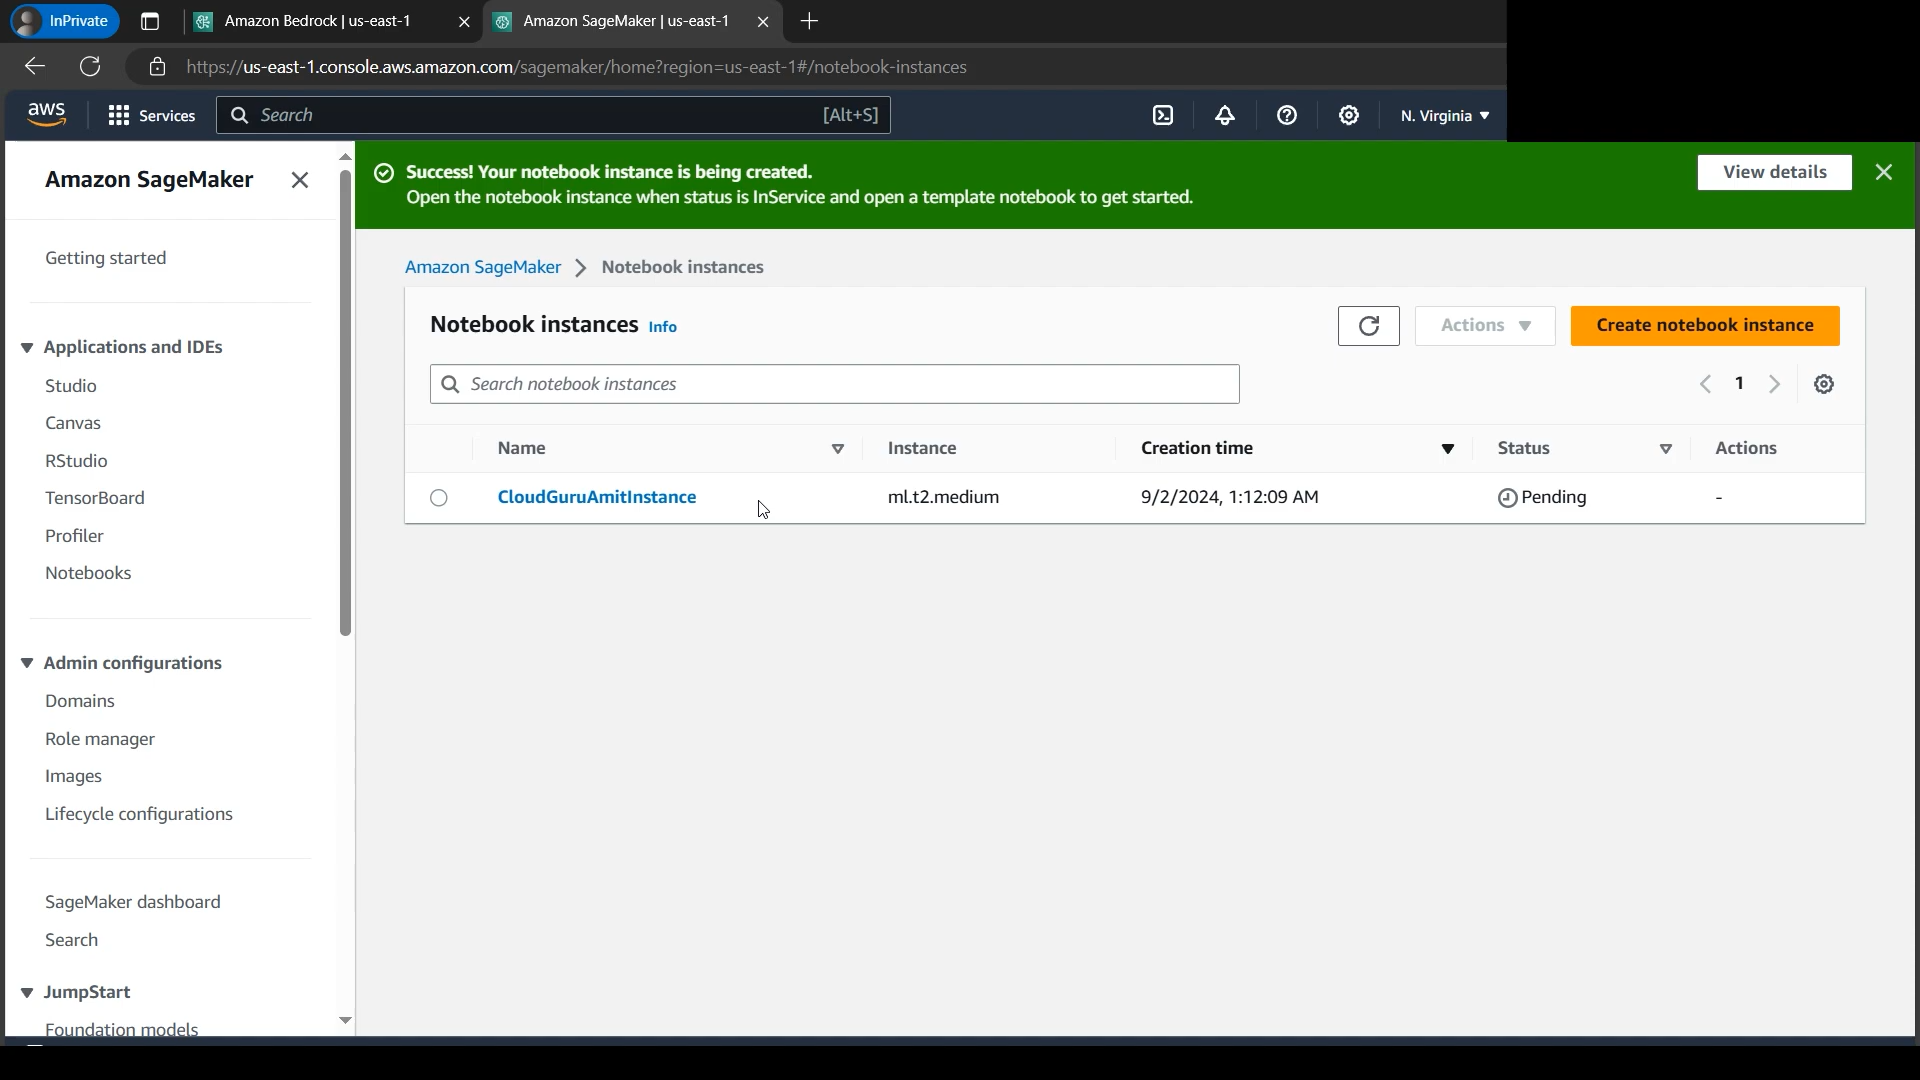 InPrivate
Amazon Bedrock | us-east-1
Amazon SageMaker | us-east-1
https://us-east-1.console.aws.amazon.com/sagemaker/home?region=us-east-1#/notebook-instances
aws
Services
Search
[Alt+S]
N. Virginia
Amazon SageMaker
Getting started
Applications and IDEs
Studio
Canvas
RStudio
TensorBoard
Profiler
Notebooks
Admin configurations
Domains
Role manager
Images
Lifecycle configurations
SageMaker dashboard
Search
JumpStart
Foundation models
Success! Your notebook instance is being created.
Open the notebook instance when status is InService and open a template notebook to get started.
View details
Amazon SageMaker > Notebook instances
Notebook instances Info
Actions
Create notebook instance
Search notebook instances
1
Name Instance Creation time Status Actions
CloudGuruAmitInstance ml.t2.medium 9/2/2024, 1:12:09 AM Pending -